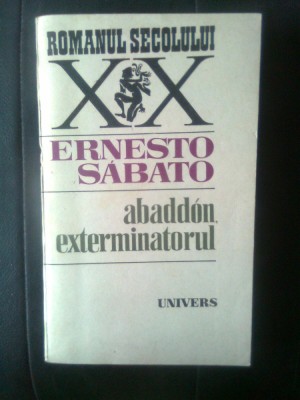 ROMANUL SECOLULUI
XX
ERNESTO
SÁBATO
abaddón,
exterminatorul
UNIVERS